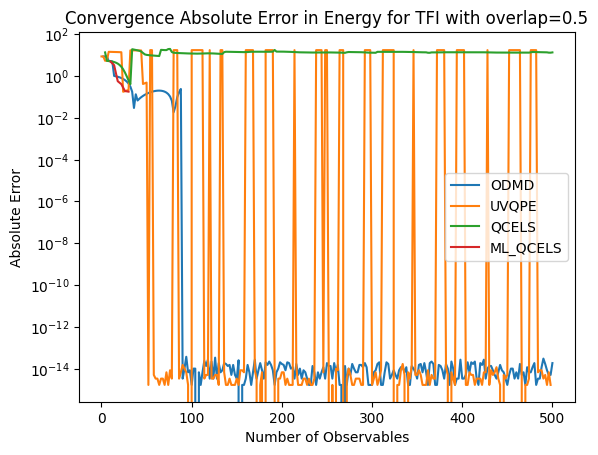 Convergence Absolute Error in Energy for TFI with overlap=0.5
Absolute Error
10^2
10^0
10^-2
10^-4
10^-6
10^-8
10^-10
10^-12
10^-14
ODMD
UVQPE
QCELS
ML_QCELS
0 100 200 300 400 500
Number of Observables